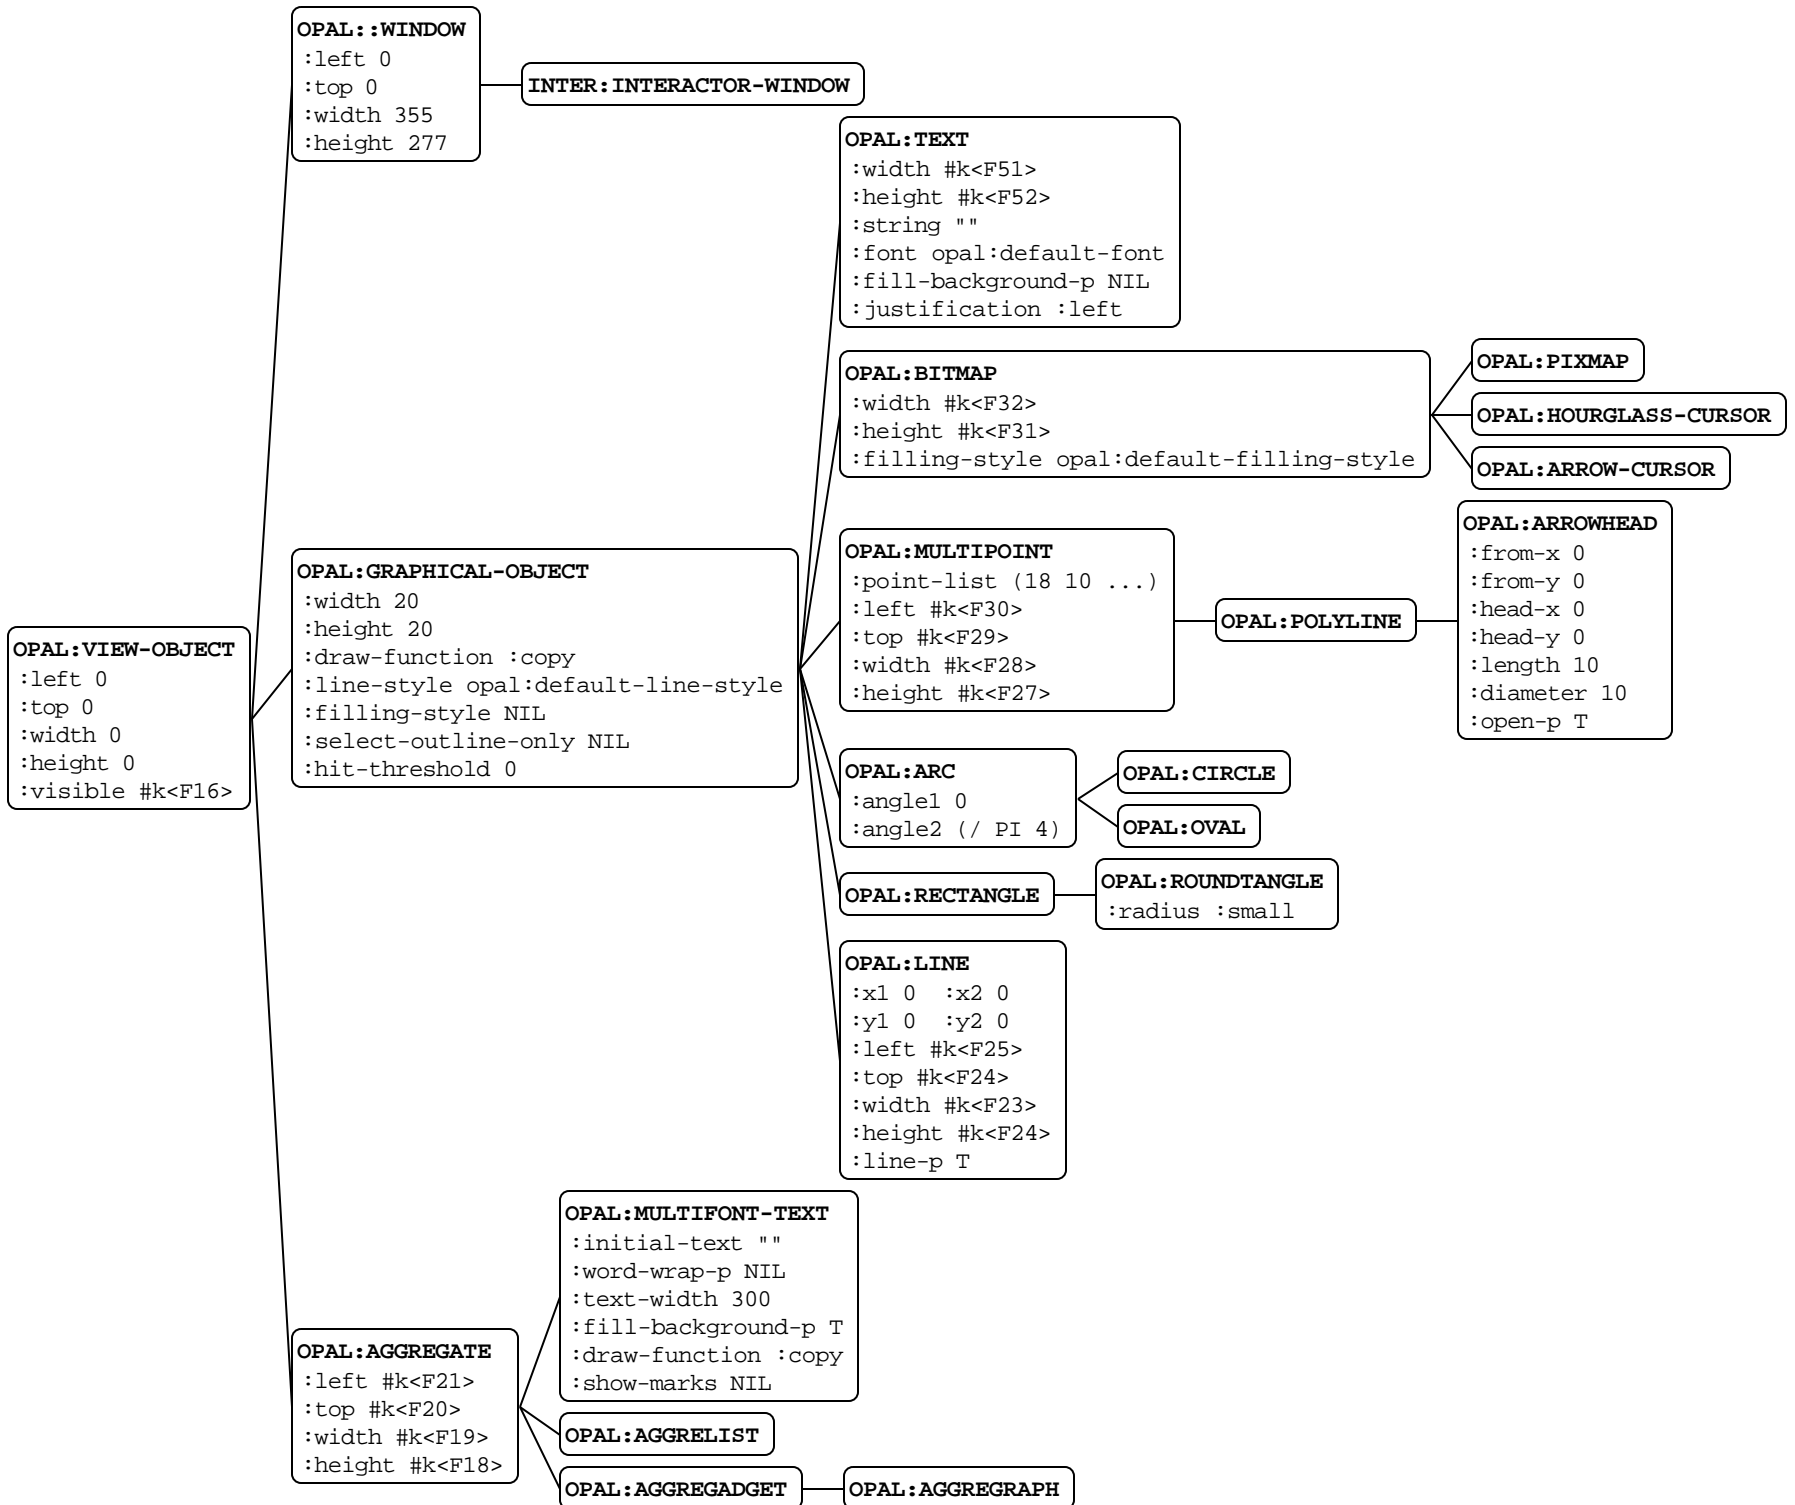 OPAL::WINDOW
:left 0
:top 0
:width 355
:height 277
INTER:INTERACTOR-WINDOW
OPAL:TEXT
:width #k<F51>
:height #k<F52>
:string ""
:font opal:default-font
:fill-background-p NIL
:justification :left
OPAL:BITMAP
:width #k<F32>
:height #k<F31>
:filling-style opal:default-filling-style
OPAL:PIXMAP
OPAL:HOURGLASS-CURSOR
OPAL:ARROW-CURSOR
OPAL:GRAPHICAL-OBJECT
:width 20
:height 20
:draw-function :copy
:line-style opal:default-line-style
:filling-style NIL
:select-outline-only NIL
:hit-threshold 0
OPAL:MULTIPOINT
:point-list (18 10 ...)
:left #k<F30>
:top #k<F29>
:width #k<F28>
:height #k<F27>
OPAL:POLYLINE
OPAL:ARROWHEAD
:from-x 0
:from-y 0
:head-x 0
:head-y 0
:length 10
:diameter 10
:open-p T
OPAL:VIEW-OBJECT
:left 0
:top 0
:width 0
:height 0
:visible #k<F16>
OPAL:ARC
:angle1 0
:angle2 (/ PI 4)
OPAL:CIRCLE
OPAL:OVAL
OPAL:RECTANGLE
OPAL:ROUNDTANGLE
:radius :small
OPAL:LINE
:x1 0 :x2 0
:y1 0 :y2 0
:left #k<F25>
:top #k<F24>
:width #k<F23>
:height #k<F24>
:line-p T
OPAL:MULTIFONT-TEXT
:initial-text ""
:word-wrap-p NIL
:text-width 300
:fill-background-p T
:draw-function :copy
:show-marks NIL
OPAL:AGGREGATE
:left #k<F21>
:top #k<F20>
:width #k<F19>
:height #k<F18>
OPAL:AGGRELIST
OPAL:AGGREGADGET
OPAL:AGGREGRAPH